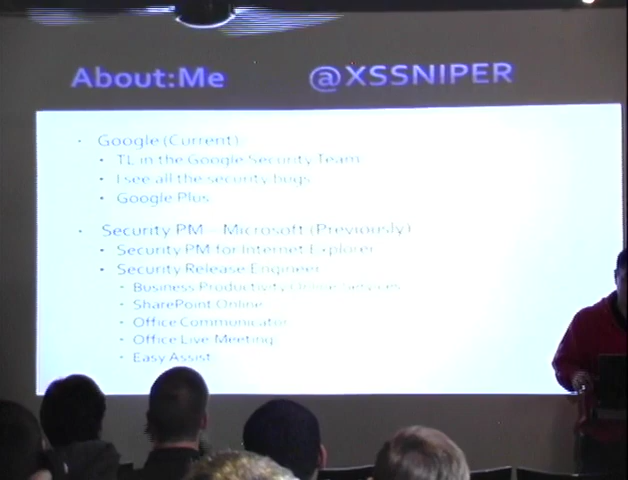 About:Me @XSSNIPER
Google (Current):
TL in the Google Security Team
I see all the security bugs
Google Plus
Security PM – Microsoft (Previously)
Security PM for Internet Explorer
Security Release Engineer
Business Productivity Online Services
SharePoint Online
Office Communicator
Office Live Meeting
Easy Assist